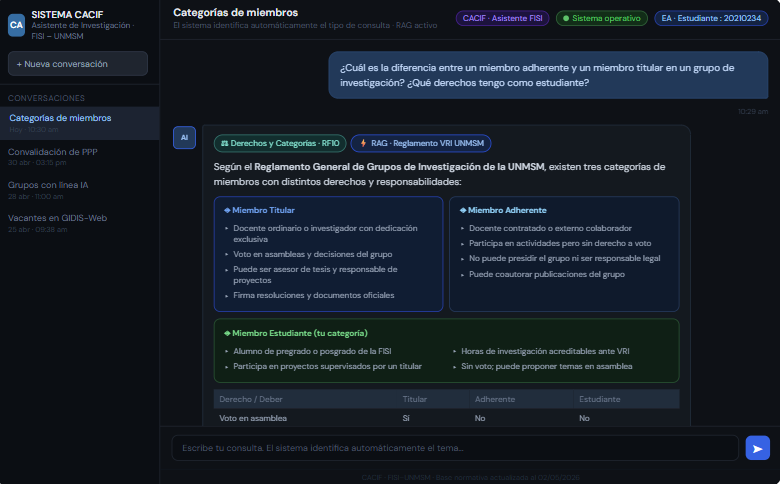 CA
SISTEMA CACIF
Asistente de Investigación ·
FISI – UNMSM
+ Nueva conversación
CONVERSACIONES
Categorías de miembros
Hoy · 10:30 am
Convalidación de PPP
30 abr · 03:15 pm
Grupos con línea IA
28 abr · 11:00 am
Vacantes en GIDIS-Web
25 abr · 09:38 am
Categorías de miembros
El sistema identifica automáticamente el tipo de consulta · RAG activo
CACIF · Asistente FISI
Sistema operativo
EA · Estudiante : 20210234
¿Cuál es la diferencia entre un miembro adherente y un miembro titular en un grupo de
investigación? ¿Qué derechos tengo como estudiante?
10:29 am
AI
Derechos y Categorías · RF10
RAG · Reglamento VRI UNMSM
Según el Reglamento General de Grupos de Investigación de la UNMSM, existen tres categorías de
miembros con distintos derechos y responsabilidades:
Miembro Titular
▸ Docente ordinario o investigador con dedicación
exclusiva
▸ Voto en asambleas y decisiones del grupo
▸ Puede ser asesor de tesis y responsable de
proyectos
▸ Firma resoluciones y documentos oficiales
Miembro Adherente
▸ Docente contratado o externo colaborador
▸ Participa en actividades pero sin derecho a voto
▸ No puede presidir el grupo ni ser responsable legal
▸ Puede coautorar publicaciones del grupo
Miembro Estudiante (tu categoría)
▸ Alumno de pregrado o posgrado de la FISI
▸ Horas de investigación acreditables ante VRI
▸ Participa en proyectos supervisados por un titular
▸ Sin voto; puede proponer temas en asamblea
Derecho / Deber Titular Adherente Estudiante
Voto en asamblea Sí No No
Escribe tu consulta. El sistema identifica automáticamente el tema...
CACIF · FISI · UNMSM · Base normativa actualizada al